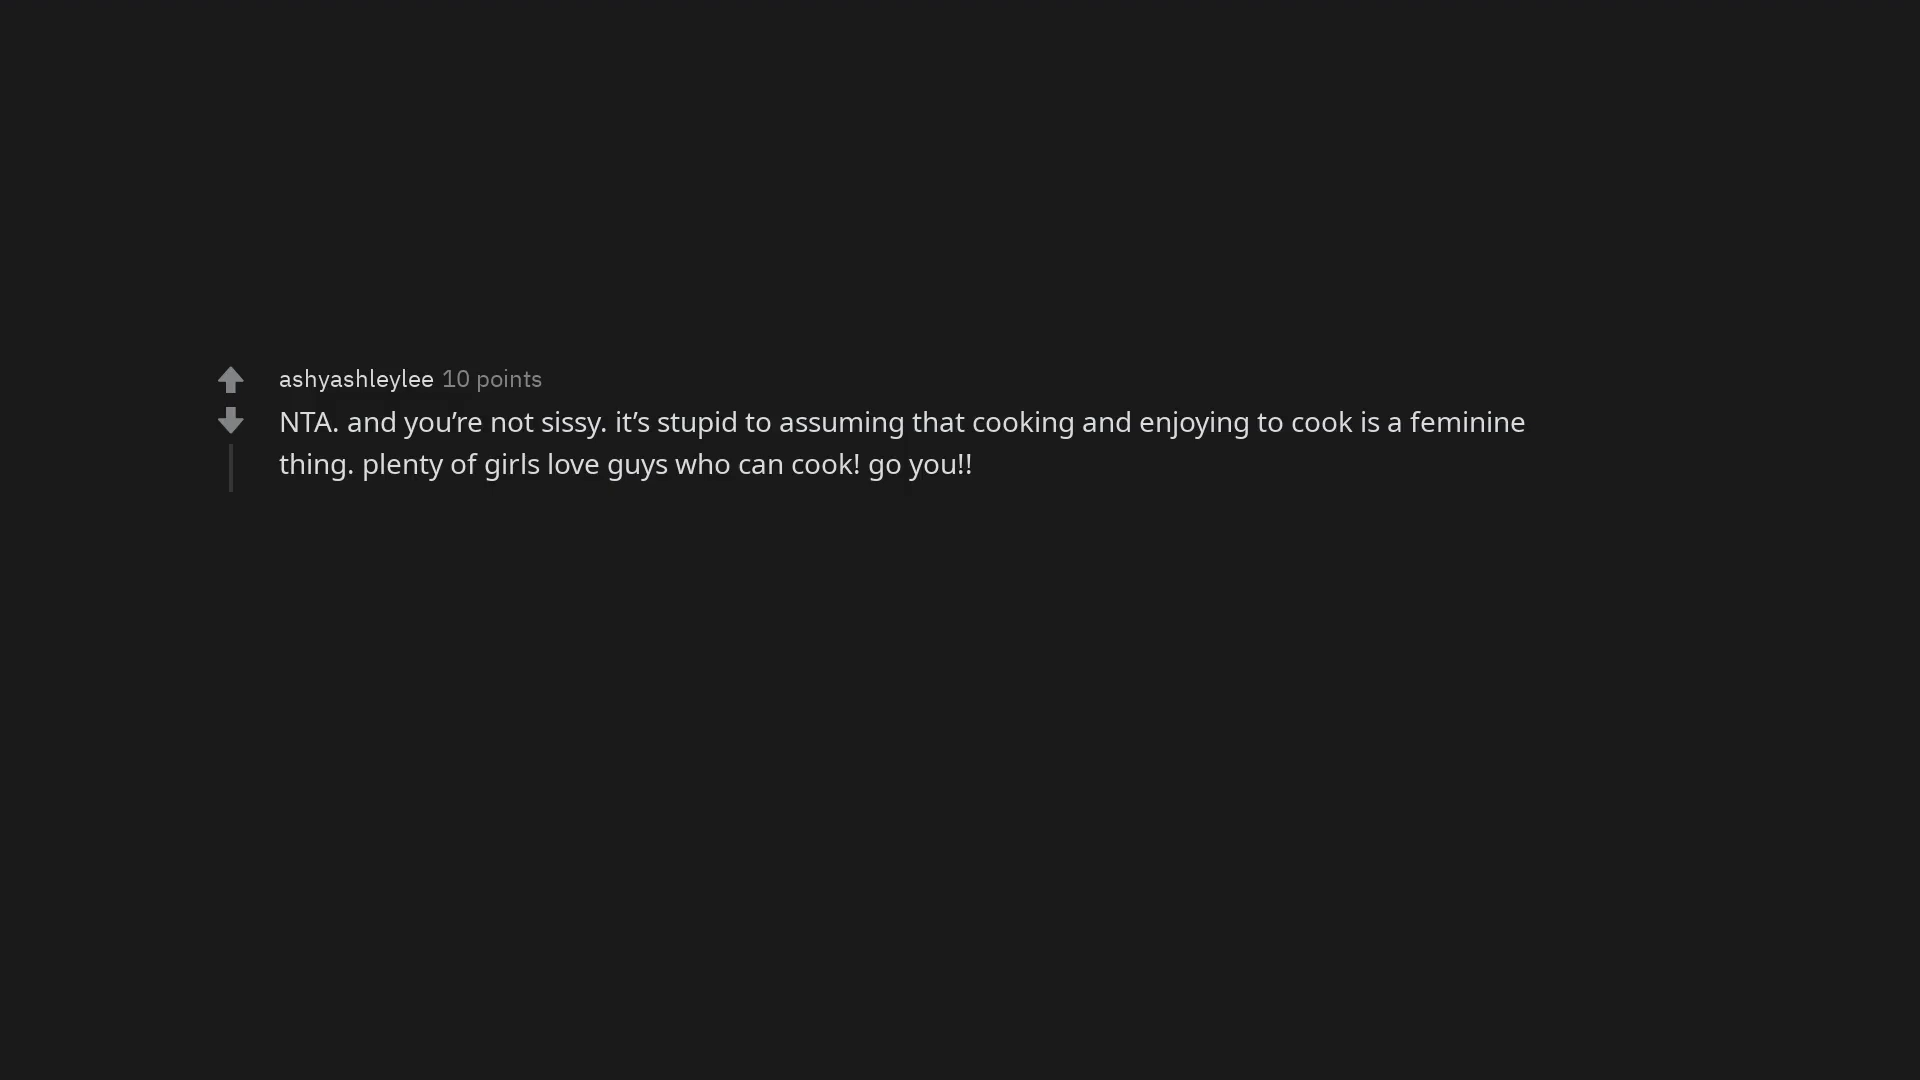 ashyashleylee 10 points
NTA. and you’re not sissy. it’s stupid to assuming that cooking and enjoying to cook is a feminine
thing. plenty of girls love guys who can cook! go you!!